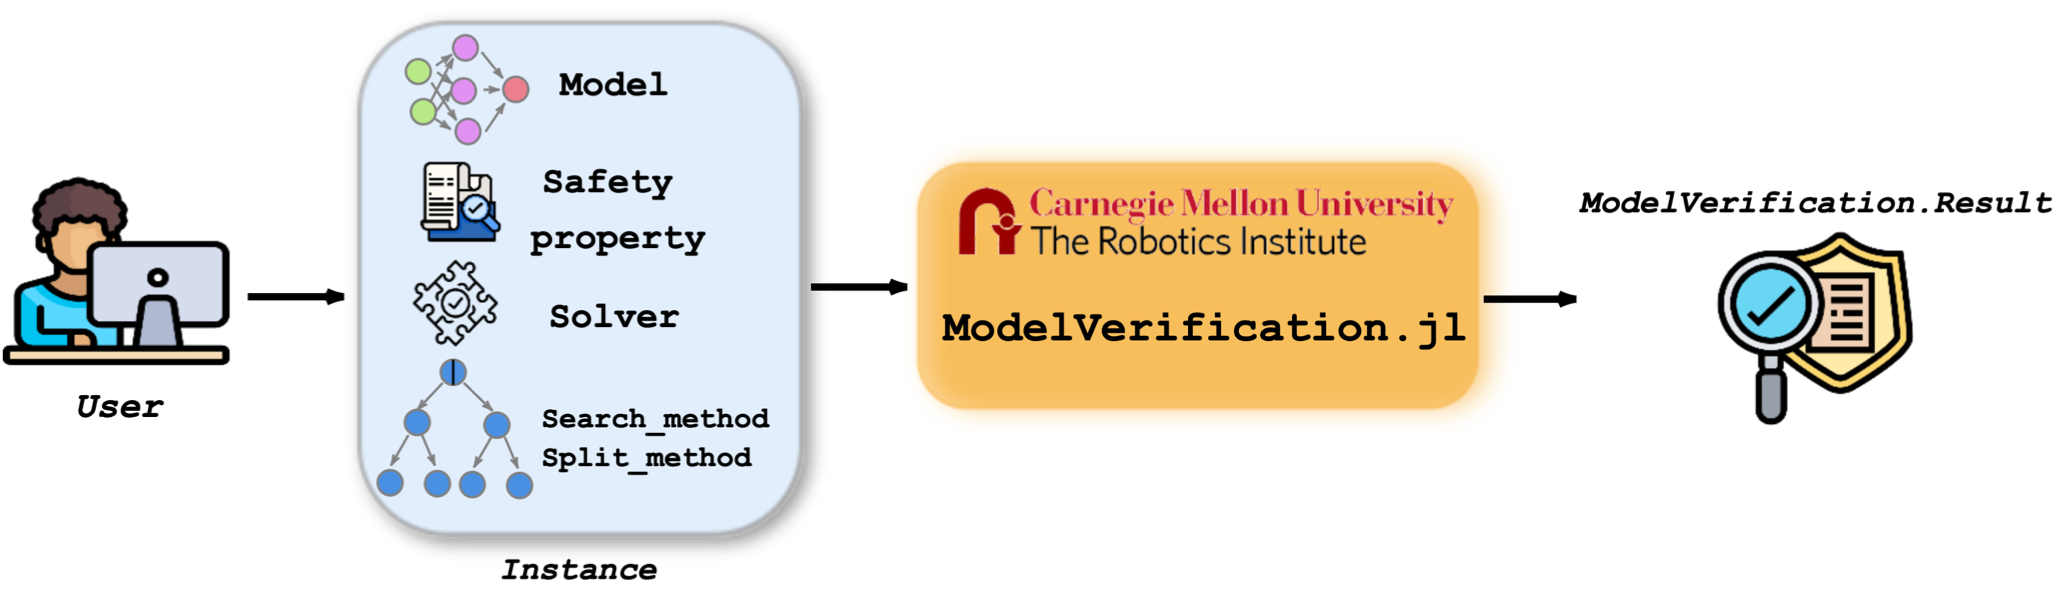 User
Model
Safety
property
Solver
Search_method
Split_method
Instance
Carnegie Mellon University
The Robotics Institute
ModelVerification.jl
ModelVerification.Result